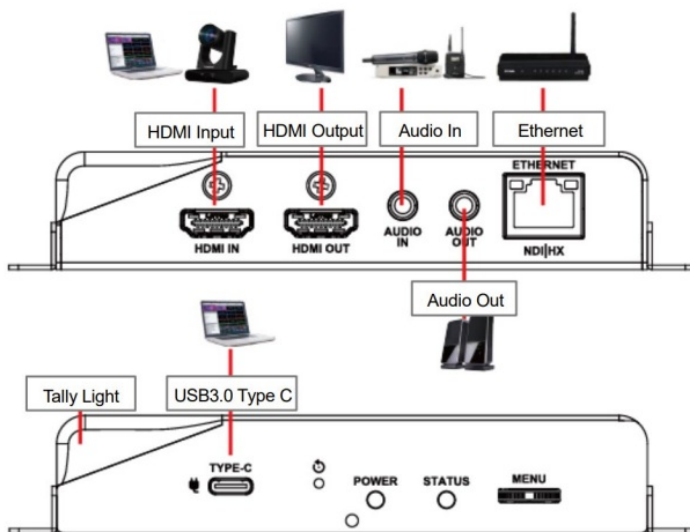 HDMI Input
HDMI Output
Audio In
Ethernet
ETHERNET
HDMI IN
HDMI OUT
AUDIO IN
AUDIO OUT
NDI|HX
Audio Out
Tally Light
USB3.0 Type C
TYPE-C
POWER
STATUS
MENU